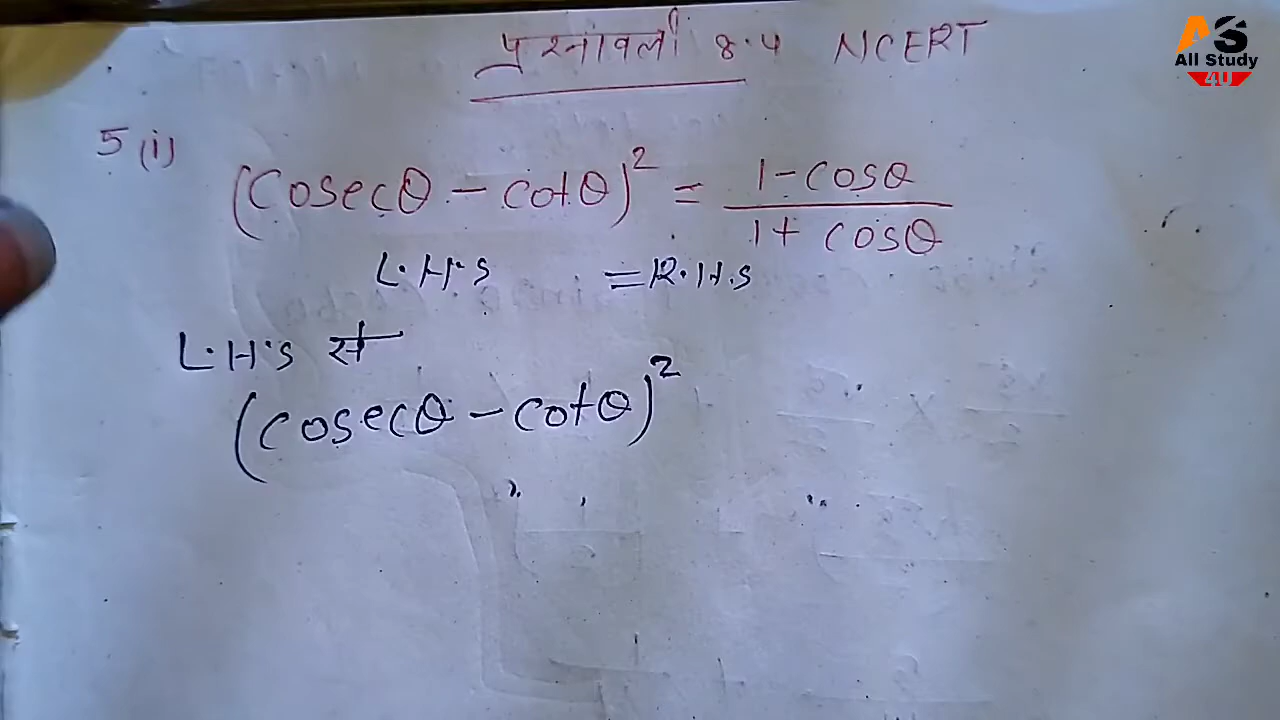 प्रश्नावली 8.4 NCERT
AS
All Study
4U
5 (i) (Cosecθ - cotθ)² = 1-cosθ / 1+ cosθ
L.H.S = R.H.S
L.H.S से
(cosecθ - cotθ)²